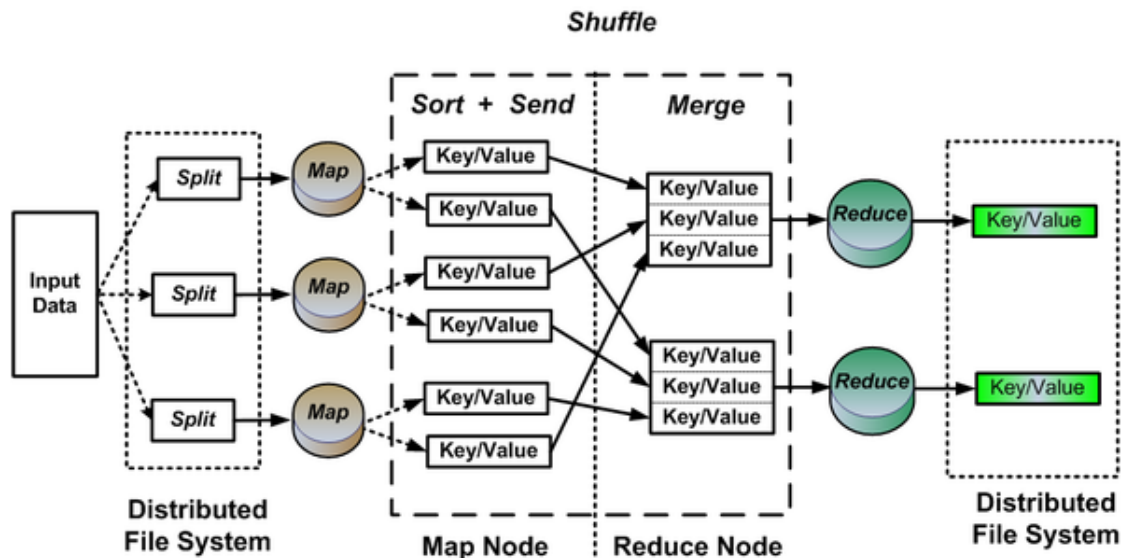 Shuffle
Sort + Send
Merge
Input
Data
Split
Split
Split
Map
Map
Map
Key/Value
Key/Value
Key/Value
Key/Value
Key/Value
Key/Value
Key/Value
Key/Value
Key/Value
Key/Value
Key/Value
Key/Value
Reduce
Reduce
Key/Value
Key/Value
Distributed
File System
Map Node
Reduce Node
Distributed
File System